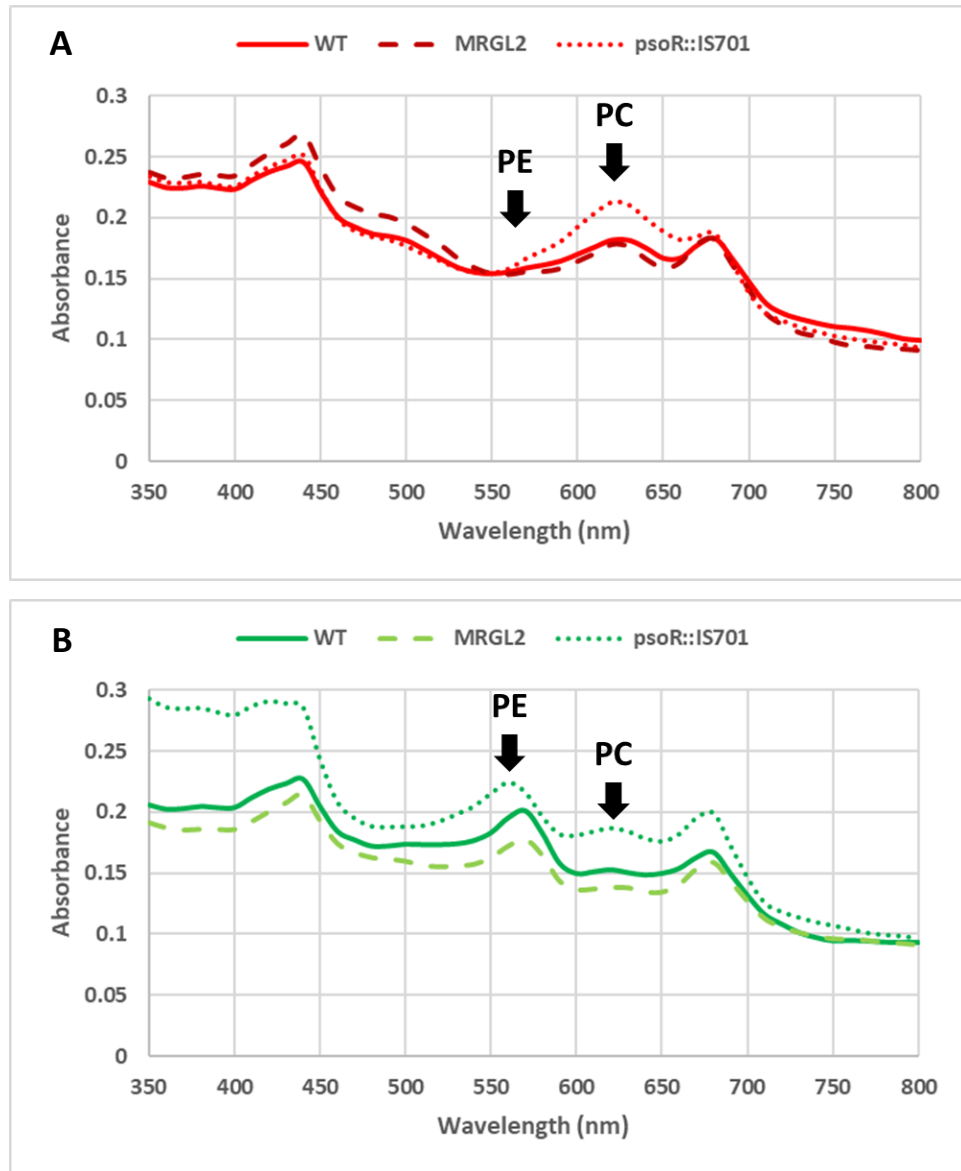 A
WT MRGL2 psoR::IS701
0.3
0.25
0.2
0.15
0.1
0.05
0
Absorbance
PE
PC
350 400 450 500 550 600 650 700 750 800
Wavelength (nm)
B
WT MRGL2 psoR::IS701
0.3
0.25
0.2
0.15
0.1
0.05
0
Absorbance
PE
PC
350 400 450 500 550 600 650 700 750 800
Wavelength (nm)